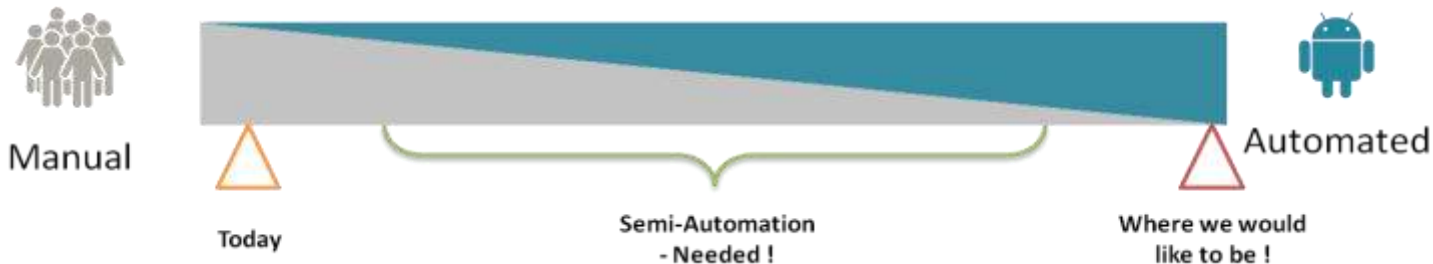 Manual
Automated
Today
Semi-Automation
- Needed !
Where we would
like to be !